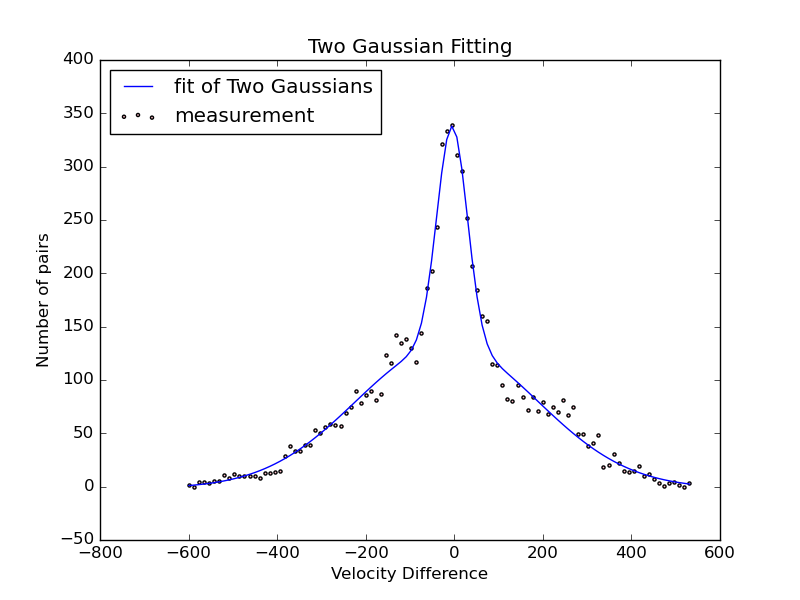 Two Gaussian Fitting
400
350
300
250
200
150
100
50
0
−50
fit of Two Gaussians
measurement
Number of pairs
−800 −600 −400 −200 0 200 400 600
Velocity Difference